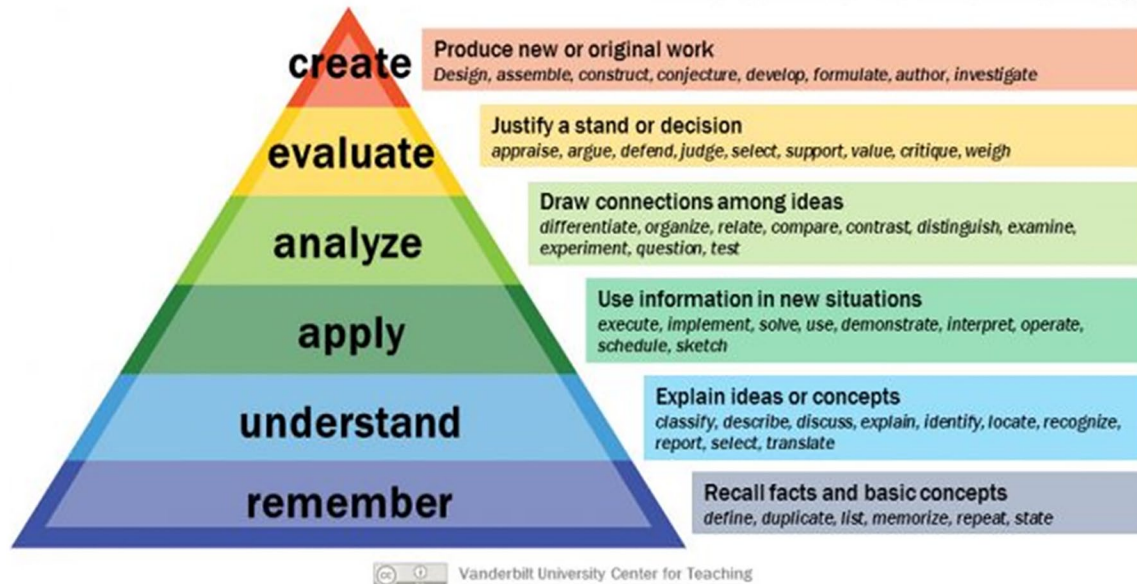 create
Produce new or original work
Design, assemble, construct, conjecture, develop, formulate, author, investigate
evaluate
Justify a stand or decision
appraise, argue, defend, judge, select, support, value, critique, weigh
analyze
Draw connections among ideas
differentiate, organize, relate, compare, contrast, distinguish, examine,
experiment, question, test
apply
Use information in new situations
execute, implement, solve, use, demonstrate, interpret, operate,
schedule, sketch
understand
Explain ideas or concepts
classify, describe, discuss, explain, identify, locate, recognize,
report, select, translate
remember
Recall facts and basic concepts
define, duplicate, list, memorize, repeat, state
cc Vanderbilt University Center for Teaching